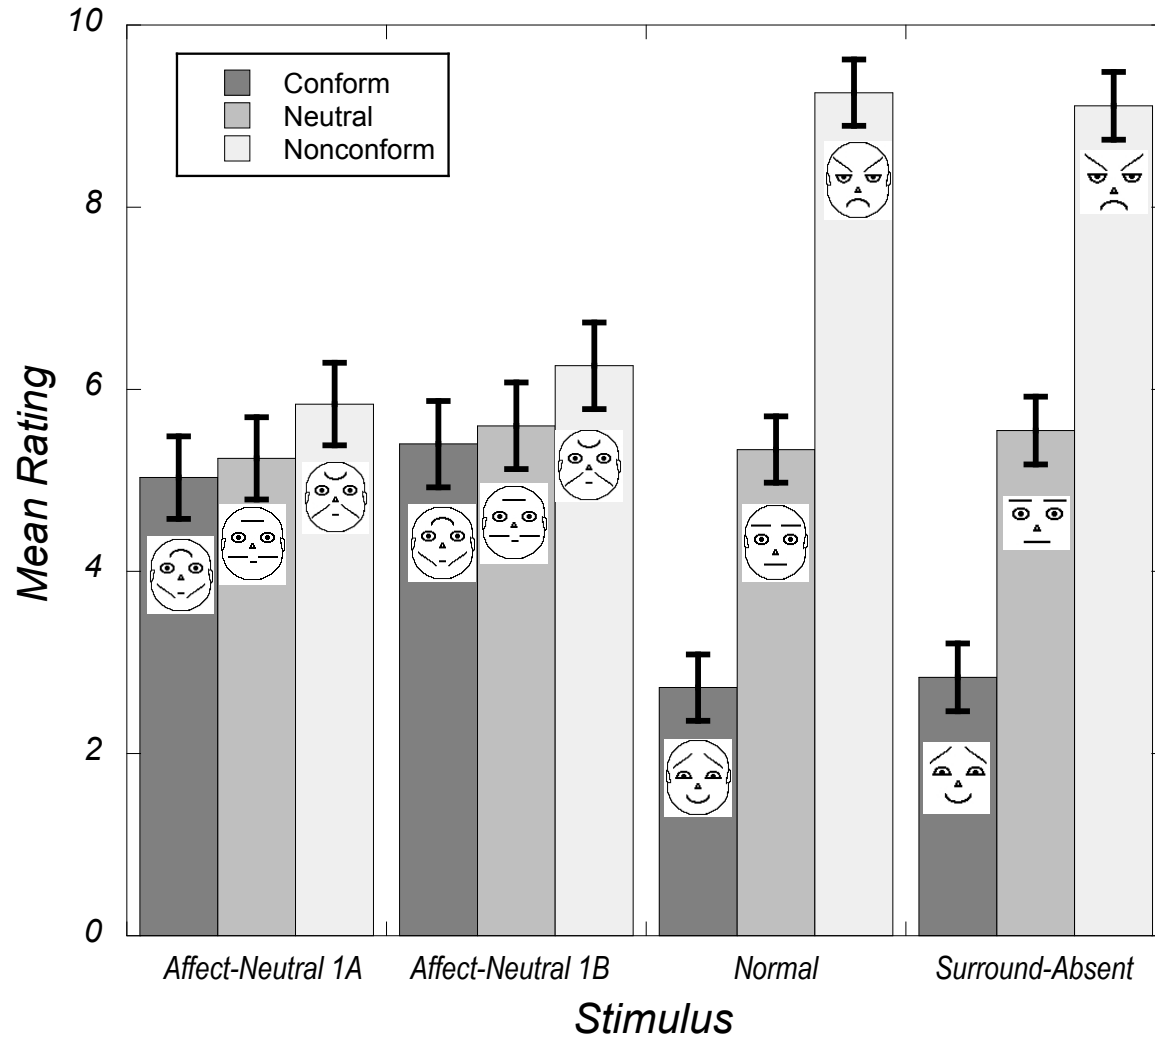 10
Conform
Neutral
Nonconform
8
6
4
2
0
Mean Rating
Affect-Neutral 1A
Affect-Neutral 1B
Normal
Surround-Absent
Stimulus